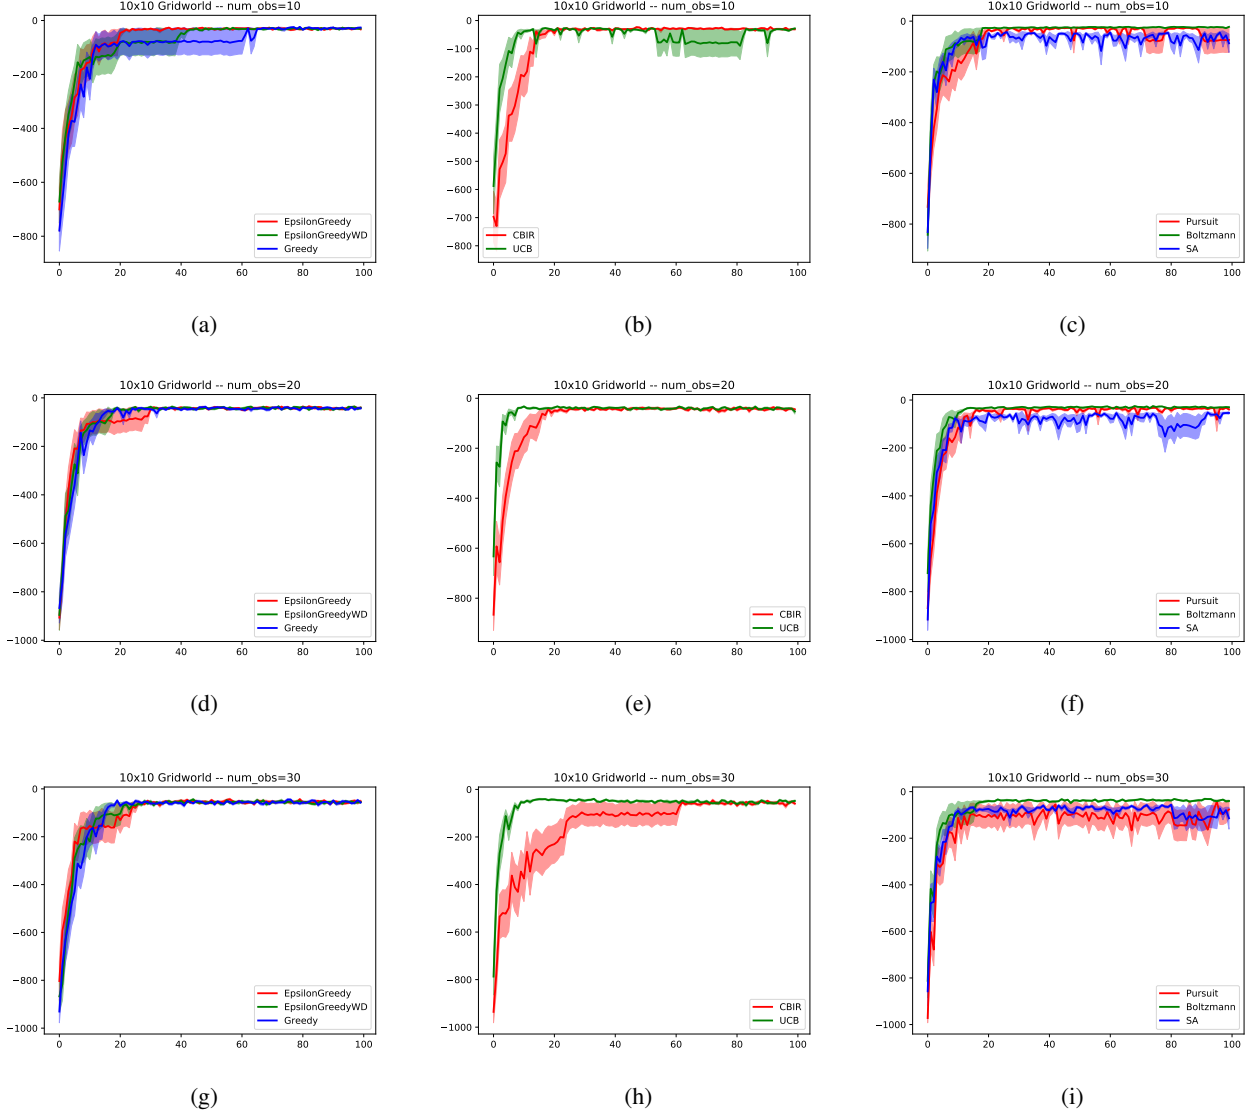 10x10 Gridworld -- num_obs=10
0
−200
−400
−600
−800
0 20 40 60 80 100
EpsilonGreedy
EpsilonGreedyWD
Greedy
(a)
10x10 Gridworld -- num_obs=10
0
−100
−200
−300
−400
−500
−600
−700
−800
0 20 40 60 80 100
CBIR
UCB
(b)
10x10 Gridworld -- num_obs=10
0
−200
−400
−600
−800
0 20 40 60 80 100
Pursuit
Boltzmann
SA
(c)
10x10 Gridworld -- num_obs=20
0
−200
−400
−600
−800
−1000
0 20 40 60 80 100
EpsilonGreedy
EpsilonGreedyWD
Greedy
(d)
10x10 Gridworld -- num_obs=20
0
−200
−400
−600
−800
0 20 40 60 80 100
CBIR
UCB
(e)
10x10 Gridworld -- num_obs=20
0
−200
−400
−600
−800
−1000
0 20 40 60 80 100
Pursuit
Boltzmann
SA
(f)
10x10 Gridworld -- num_obs=30
0
−200
−400
−600
−800
−1000
0 20 40 60 80 100
EpsilonGreedy
EpsilonGreedyWD
Greedy
(g)
10x10 Gridworld -- num_obs=30
0
−200
−400
−600
−800
−1000
0 20 40 60 80 100
CBIR
UCB
(h)
10x10 Gridworld -- num_obs=30
0
−200
−400
−600
−800
−1000
0 20 40 60 80 100
Pursuit
Boltzmann
SA
(i)